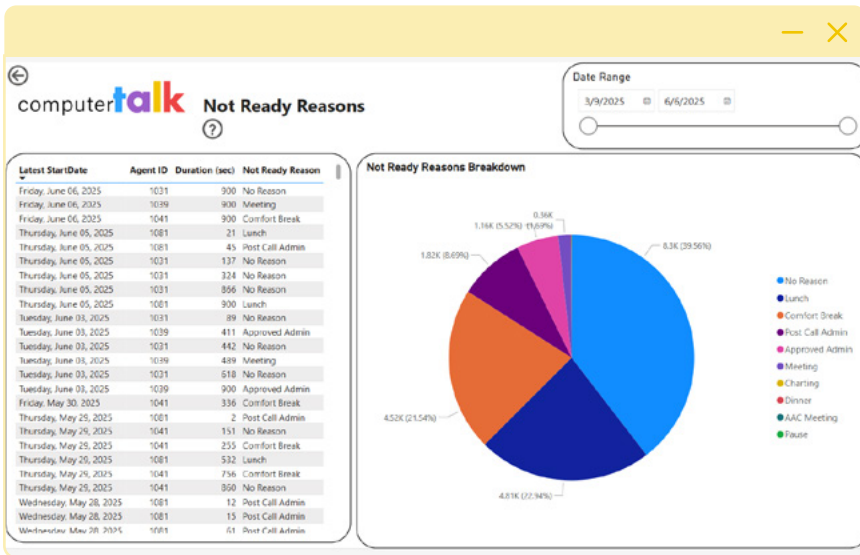 computertalk
Not Ready Reasons
?
Date Range
3/9/2025 6/6/2025
Latest StartDate Agent ID Duration (sec) Not Ready Reason
Friday, June 06, 2025 1031 900 No Reason
Friday, June 06, 2025 1039 900 Meeting
Friday, June 06, 2025 1041 900 Comfort Break
Thursday, June 05, 2025 1081 21 Lunch
Thursday, June 05, 2025 1081 45 Post Call Admin
Thursday, June 05, 2025 1031 137 No Reason
Thursday, June 05, 2025 1031 324 No Reason
Thursday, June 05, 2025 1031 866 No Reason
Thursday, June 05, 2025 1081 900 Lunch
Tuesday, June 03, 2025 1031 89 No Reason
Tuesday, June 03, 2025 1039 411 Approved Admin
Tuesday, June 03, 2025 1031 442 No Reason
Tuesday, June 03, 2025 1039 489 Meeting
Tuesday, June 03, 2025 1031 618 No Reason
Tuesday, June 03, 2025 1039 900 Approved Admin
Friday, May 30, 2025 1041 336 Comfort Break
Thursday, May 29, 2025 1081 2 Post Call Admin
Thursday, May 29, 2025 1041 151 No Reason
Thursday, May 29, 2025 1041 255 Comfort Break
Thursday, May 29, 2025 1081 532 Lunch
Thursday, May 29, 2025 1041 756 Comfort Break
Thursday, May 29, 2025 1041 860 No Reason
Wednesday, May 28, 2025 1081 12 Post Call Admin
Wednesday, May 28, 2025 1081 15 Post Call Admin
Wednesday, May 28, 2025 1081 61 Post Call Admin
Not Ready Reasons Breakdown
0.36K
(1.69%)
1.16K (5.52%)
1.82K (8.69%)
8.3K (39.56%)
4.52K (21.54%)
4.81K (22.94%)
No Reason
Lunch
Comfort Break
Post Call Admin
Approved Admin
Meeting
Charting
Dinner
AAC Meeting
Pause